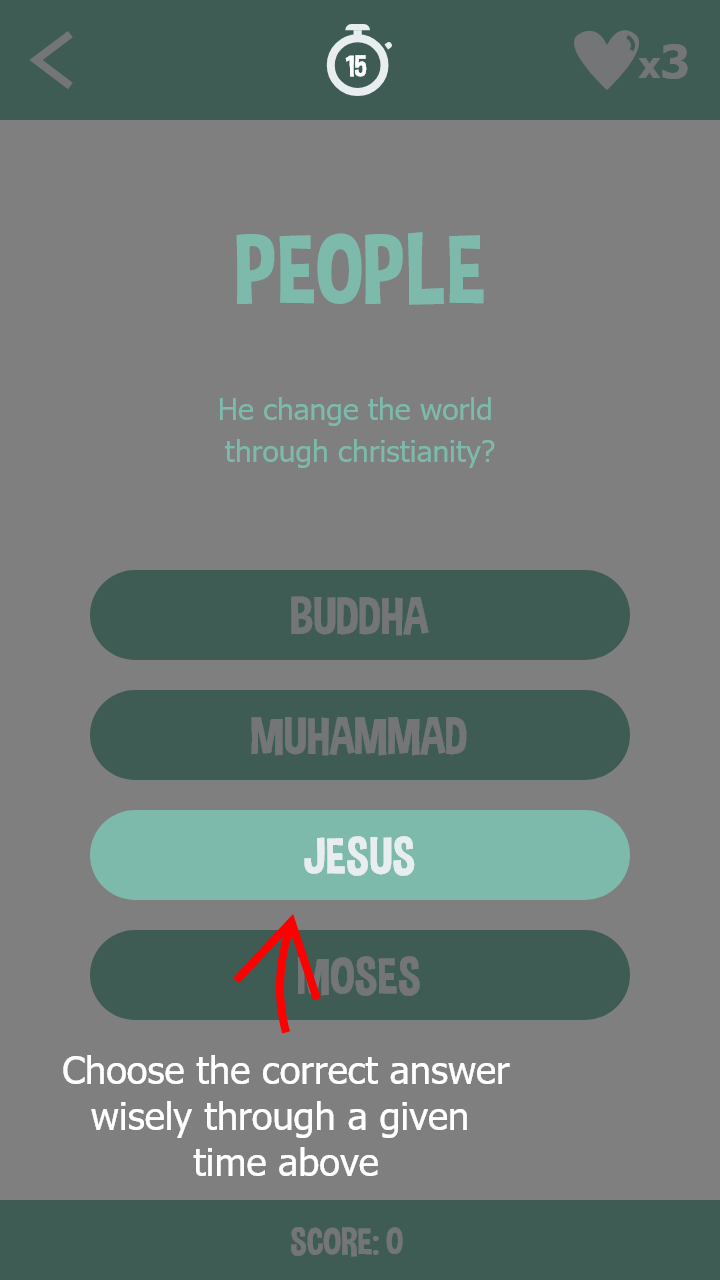 15
x3
PEOPLE
He change the world
through christianity?
BUDDHA
MUHAMMAD
JESUS
MOSES
Choose the correct answer
wisely through a given
time above
SCORE: 0